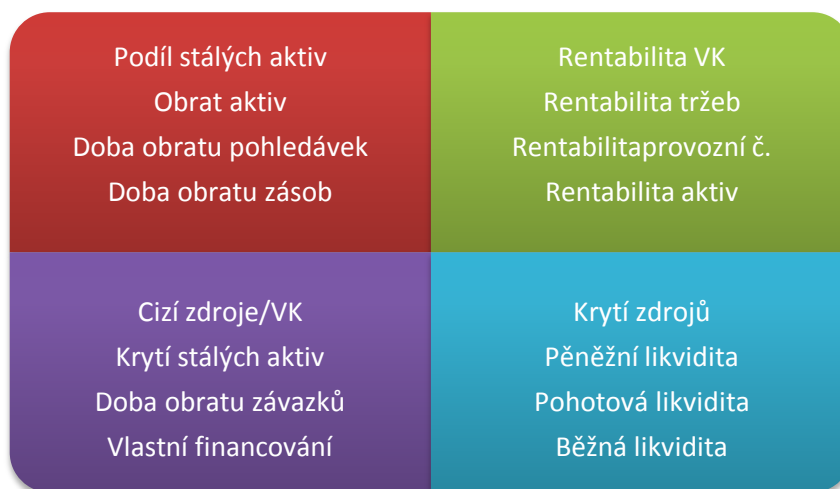 Podíl stálých aktiv
Obrat aktiv
Doba obratu pohledávek
Doba obratu zásob
Rentabilita VK
Rentabilita tržeb
Rentabilitaprovozní č.
Rentabilita aktiv
Cizí zdroje/VK
Krytí stálých aktiv
Doba obratu závazků
Vlastní financování
Krytí zdrojů
Pěněžní likvidita
Pohotová likvidita
Běžná likvidita